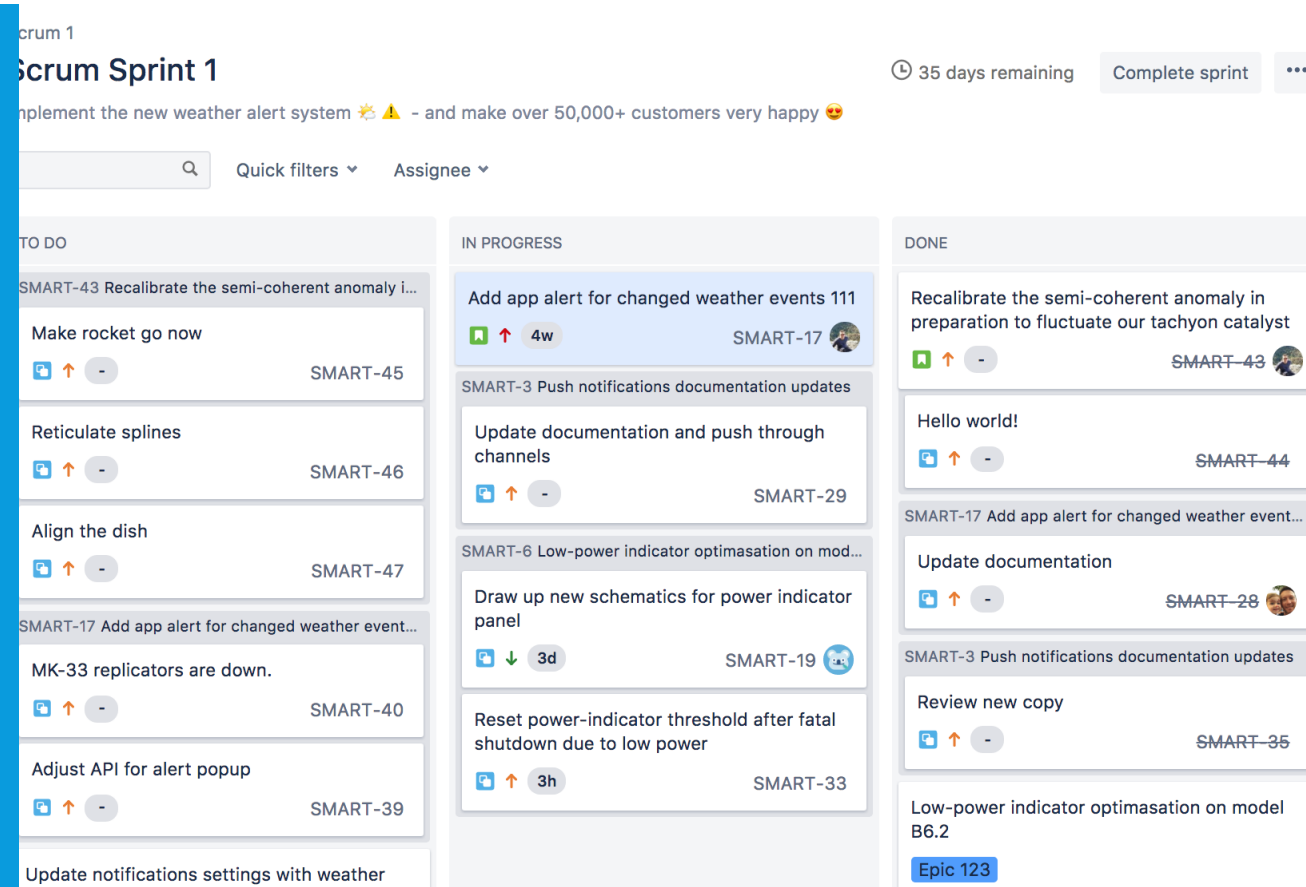 crum 1
Scrum Sprint 1
35 days remaining
Complete sprint
mplement the new weather alert system 🌤️ ⚠️ - and make over 50,000+ customers very happy 😍
Quick filters
Assignee
TO DO
SMART-43 Recalibrate the semi-coherent anomaly i...
Make rocket go now
-
SMART-45
Reticulate splines
-
SMART-46
Align the dish
-
SMART-47
SMART-17 Add app alert for changed weather event...
MK-33 replicators are down.
-
SMART-40
Adjust API for alert popup
-
SMART-39
Update notifications settings with weather
IN PROGRESS
Add app alert for changed weather events 111
4w
SMART-17
SMART-3 Push notifications documentation updates
Update documentation and push through
channels
-
SMART-29
SMART-6 Low-power indicator optimasation on mod...
Draw up new schematics for power indicator
panel
3d
SMART-19
Reset power-indicator threshold after fatal
shutdown due to low power
3h
SMART-33
DONE
Recalibrate the semi-coherent anomaly in
preparation to fluctuate our tachyon catalyst
-
SMART-43
Hello world!
-
SMART-44
SMART-17 Add app alert for changed weather event...
Update documentation
-
SMART-28
SMART-3 Push notifications documentation updates
Review new copy
-
SMART-35
Low-power indicator optimasation on model
B6.2
Epic 123